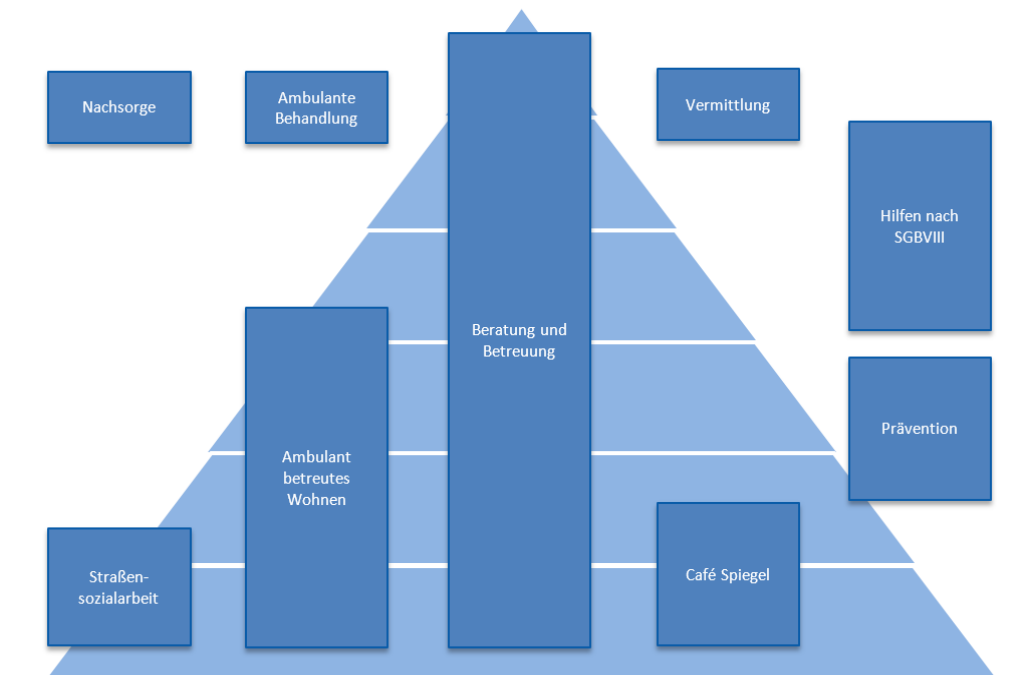 Nachsorge
Ambulante
Behandlung
Vermittlung
Hilfen nach
SGBVIII
Beratung und
Betreuung
Prävention
Ambulant
betreutes
Wohnen
Straßen-
sozialarbeit
Café Spiegel